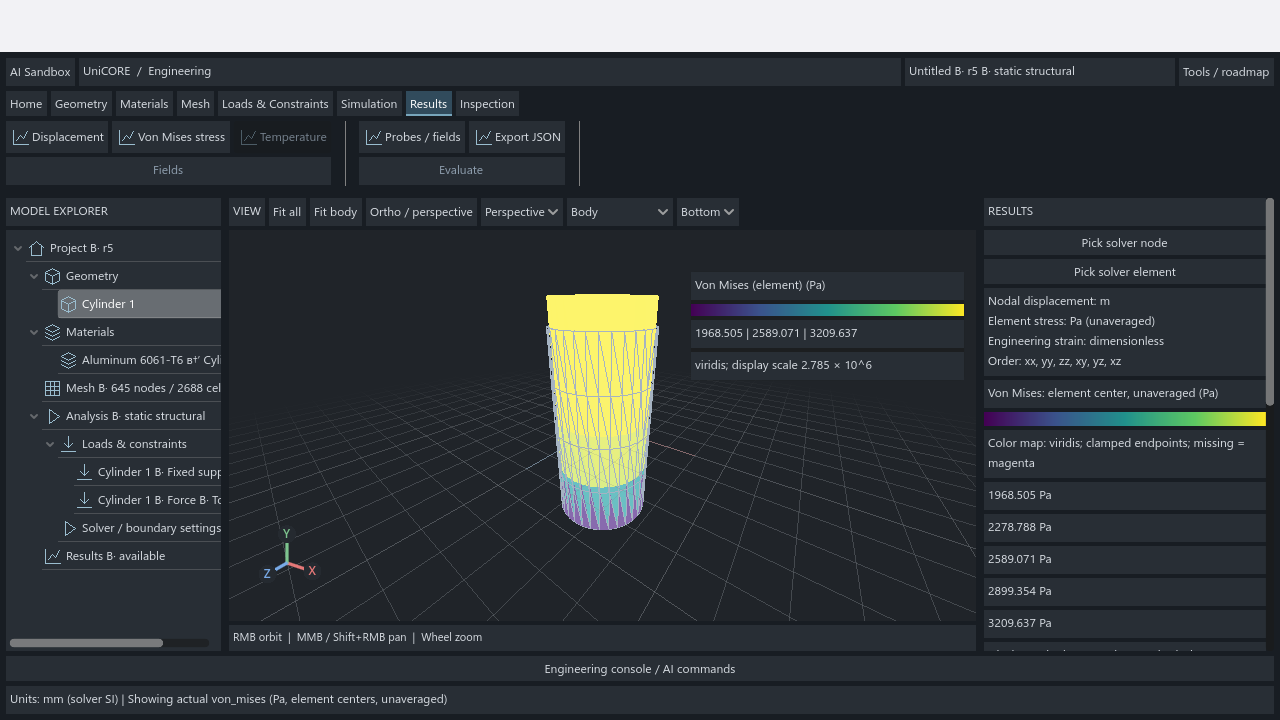 AI Sandbox
UniCORE / Engineering
Untitled В· r5 В· static structural
Tools / roadmap
Home
Geometry
Materials
Mesh
Loads & Constraints
Simulation
Results
Inspection
Displacement
Von Mises stress
Temperature
Probes / fields
Export JSON
Fields
Evaluate
MODEL EXPLORER
VIEW
Fit all
Fit body
Ortho / perspective
Perspective
Body
Bottom
RESULTS
Project В· r5
Geometry
Cylinder 1
Materials
Aluminum 6061-T6 в†' Cyli
Mesh В· 645 nodes / 2688 cel
Analysis В· static structural
Loads & constraints
Cylinder 1 В· Fixed supp
Cylinder 1 В· Force В· To
Solver / boundary settings
Results В· available
Von Mises (element) (Pa)
1968.505 | 2589.071 | 3209.637
viridis; display scale 2.785 × 10^6
Y
Z
X
RMB orbit | MMB / Shift+RMB pan | Wheel zoom
Pick solver node
Pick solver element
Nodal displacement: m
Element stress: Pa (unaveraged)
Engineering strain: dimensionless
Order: xx, yy, zz, xy, yz, xz
Von Mises: element center, unaveraged (Pa)
Color map: viridis; clamped endpoints; missing =
magenta
1968.505 Pa
2278.788 Pa
2589.071 Pa
2899.354 Pa
3209.637 Pa
Engineering console / AI commands
Units: mm (solver SI) | Showing actual von_mises (Pa, element centers, unaveraged)